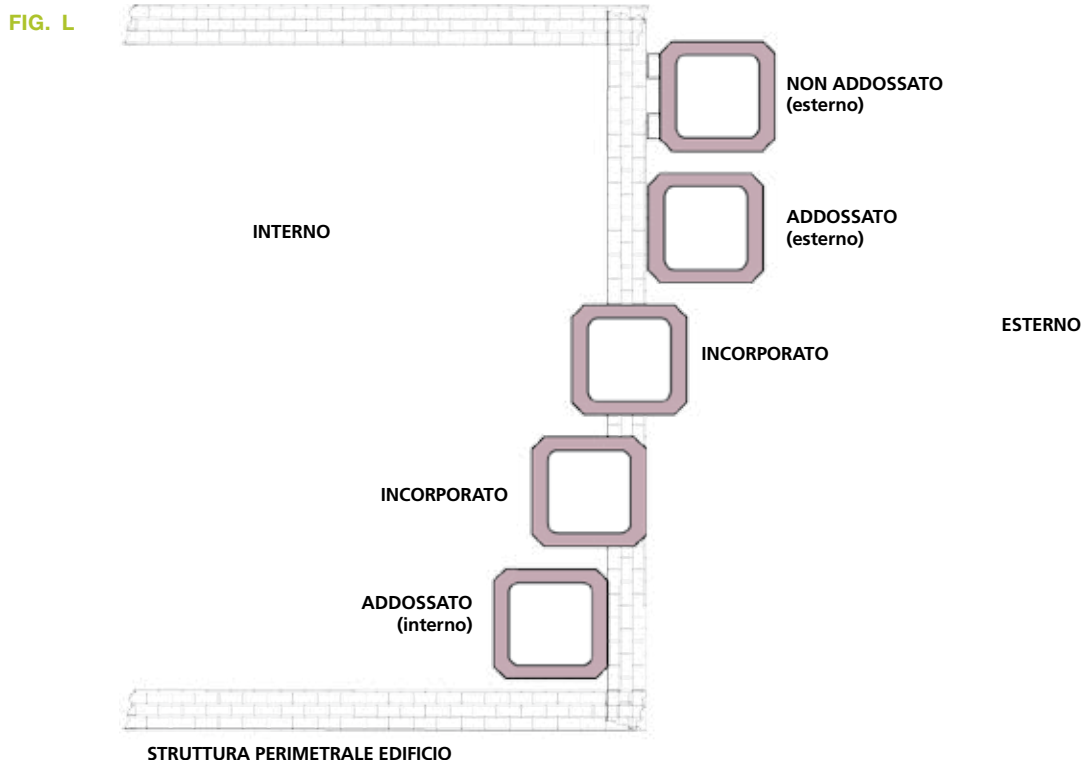 FIG. L
NON ADDOSSATO
(esterno)
ADDOSSATO
(esterno)
INTERNO
ESTERNO
INCORPORATO
INCORPORATO
ADDOSSATO
(interno)
STRUTTURA PERIMETRALE EDIFICIO